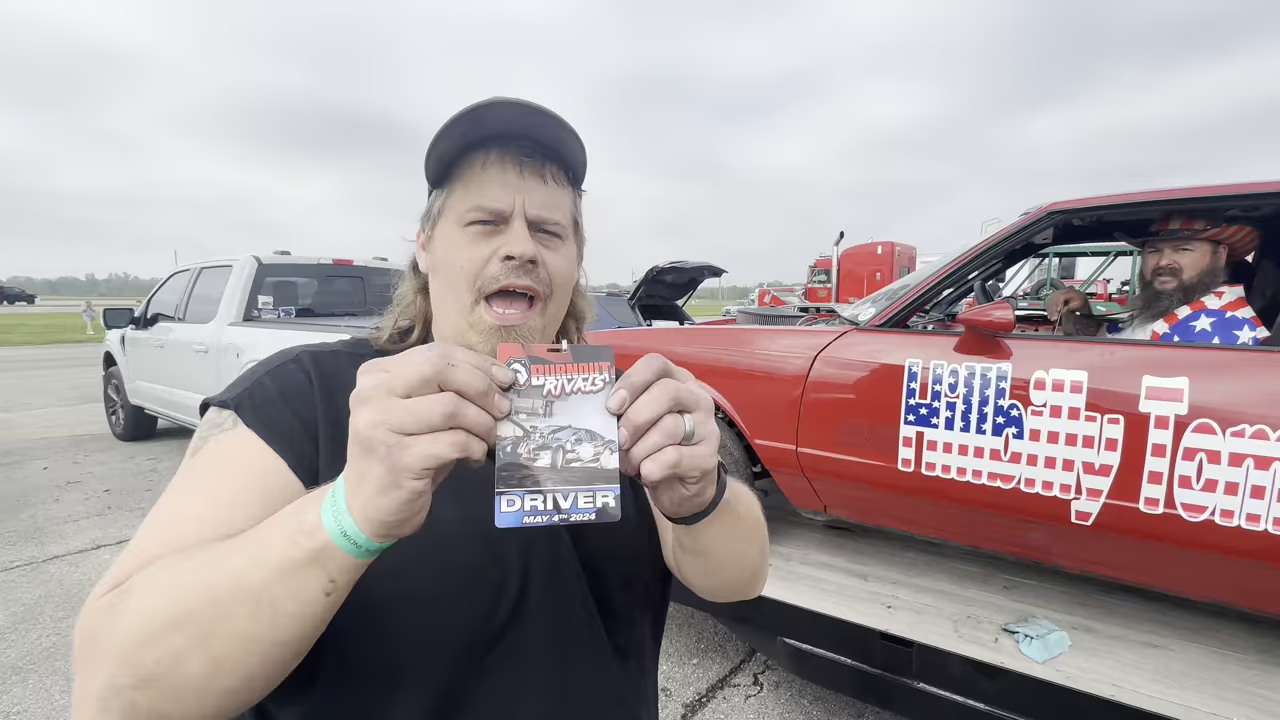 BURNOUT
RIVALS
DRIVER
MAY 4TH 2024
Hillbilly Tom